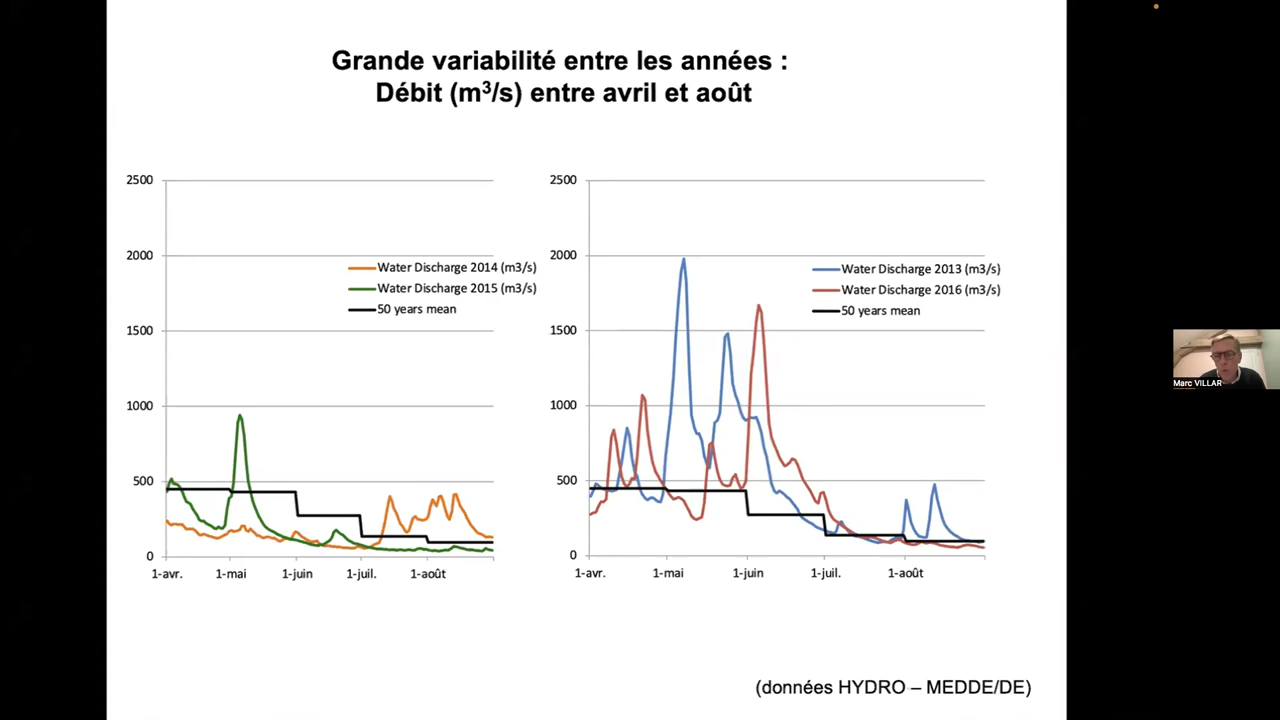 Grande variabilité entre les années :
Débit (m³/s) entre avril et août
2500
2000
1500
1000
500
0
1-avr.
1-mai
1-juin
1-juil.
1-août
Water Discharge 2014 (m3/s)
Water Discharge 2015 (m3/s)
50 years mean
2500
2000
1500
1000
500
0
1-avr.
1-mai
1-juin
1-juil.
1-août
Water Discharge 2013 (m3/s)
Water Discharge 2016 (m3/s)
50 years mean
Marc VILLAR
(données HYDRO – MEDDE/DE)